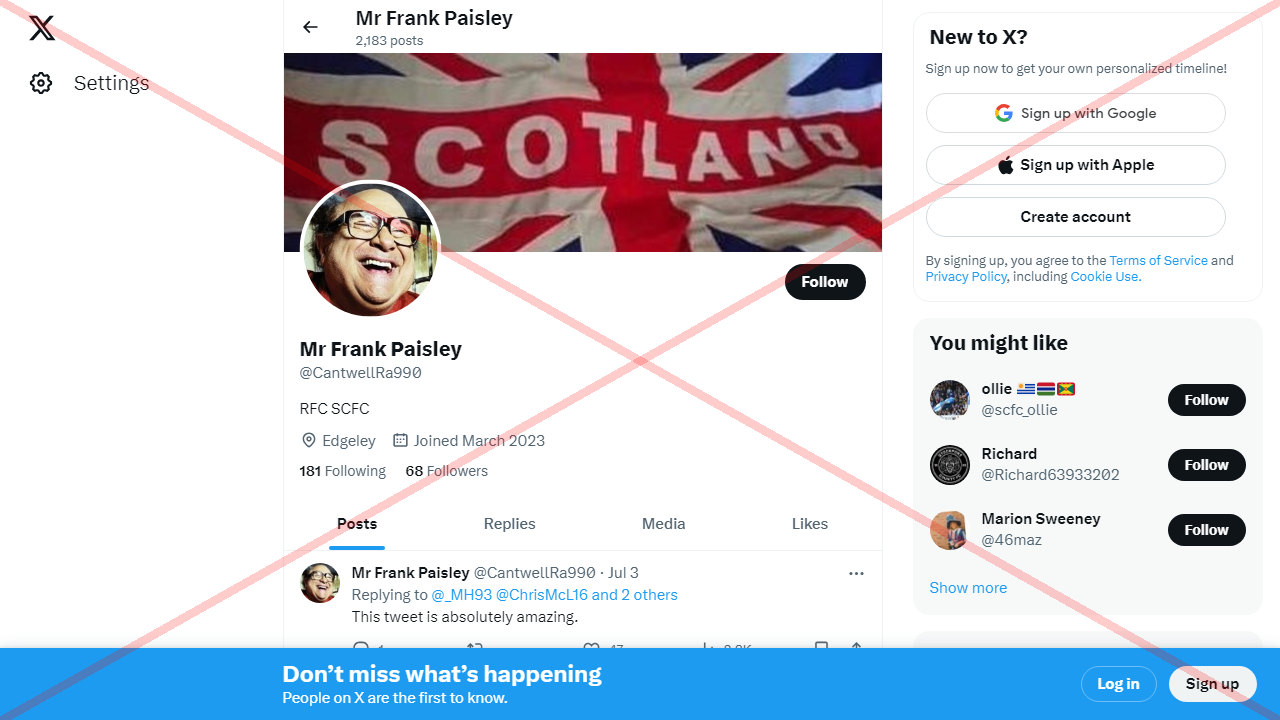 Settings
Mr Frank Paisley
2,183 posts
SCOTLAND
Follow
Mr Frank Paisley
@CantwellRa990
RFC SCFC
Edgeley Joined March 2023
181 Following 68 Followers
Posts Replies Media Likes
Mr Frank Paisley @CantwellRa990 · Jul 3
Replying to @_MH93 @ChrisMcL16 and 2 others
This tweet is absolutely amazing.
New to X?
Sign up now to get your own personalized timeline!
Sign up with Google
Sign up with Apple
Create account
By signing up, you agree to the Terms of Service and
Privacy Policy, including Cookie Use.
You might like
ollie
@scfc_ollie
Follow
Richard
@Richard63933202
Follow
Marion Sweeney
@46maz
Follow
Show more
Don’t miss what’s happening
People on X are the first to know.
Log in
Sign up